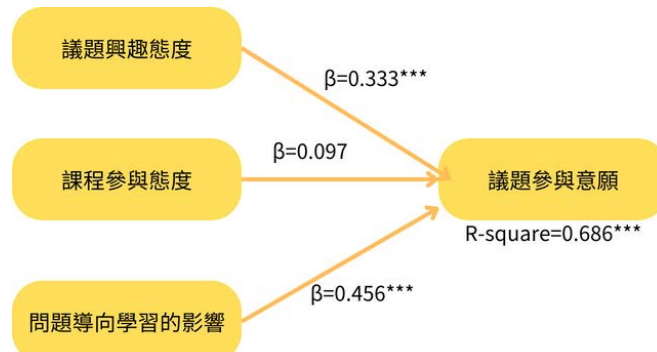 議題興趣態度
β=0.333***
課程參與態度
β=0.097
議題參與意願
R-square=0.686***
問題導向學習的影響
β=0.456***